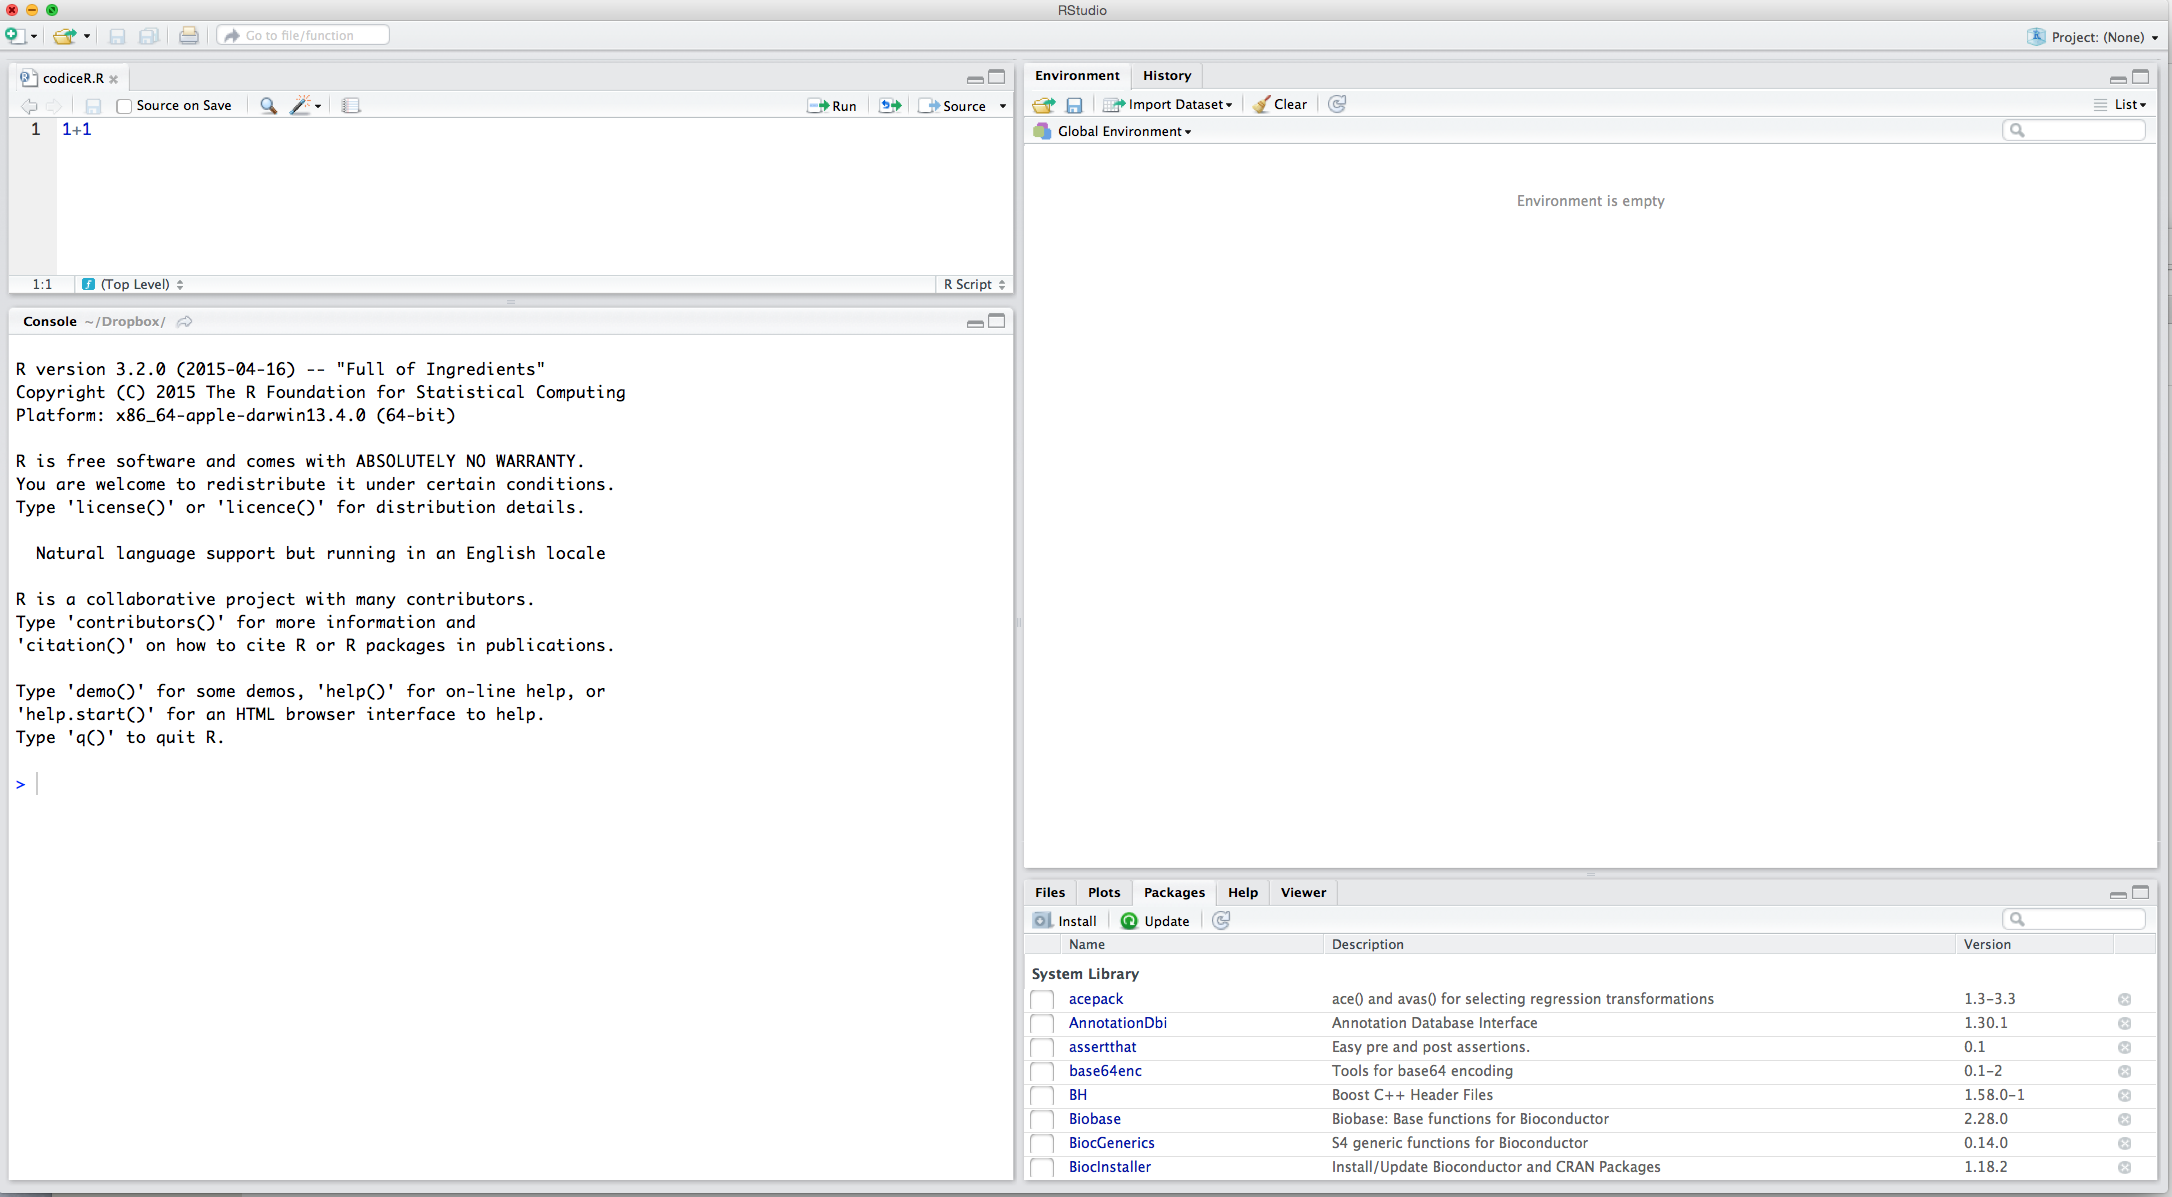 RStudio
Go to file/function
Project: (None)
codiceR.R
Source on Save
Run
Source
1 1+1
1:1 (Top Level) R Script
Console ~/Dropbox/
R version 3.2.0 (2015-04-16) -- "Full of Ingredients"
Copyright (C) 2015 The R Foundation for Statistical Computing
Platform: x86_64-apple-darwin13.4.0 (64-bit)
R is free software and comes with ABSOLUTELY NO WARRANTY.
You are welcome to redistribute it under certain conditions.
Type 'license()' or 'licence()' for distribution details.
Natural language support but running in an English locale
R is a collaborative project with many contributors.
Type 'contributors()' for more information and
'citation()' on how to cite R or R packages in publications.
Type 'demo()' for some demos, 'help()' for on-line help, or
'help.start()' for an HTML browser interface to help.
Type 'q()' to quit R.
>
Environment History
Import Dataset Clear List
Global Environment
Environment is empty
Files Plots Packages Help Viewer
Install Update
Name Description Version
System Library
acepack ace() and avas() for selecting regression transformations 1.3-3.3
AnnotationDbi Annotation Database Interface 1.30.1
assertthat Easy pre and post assertions. 0.1
base64enc Tools for base64 encoding 0.1-2
BH Boost C++ Header Files 1.58.0-1
Biobase Biobase: Base functions for Bioconductor 2.28.0
BiocGenerics S4 generic functions for Bioconductor 0.14.0
BiocInstaller Install/Update Bioconductor and CRAN Packages 1.18.2